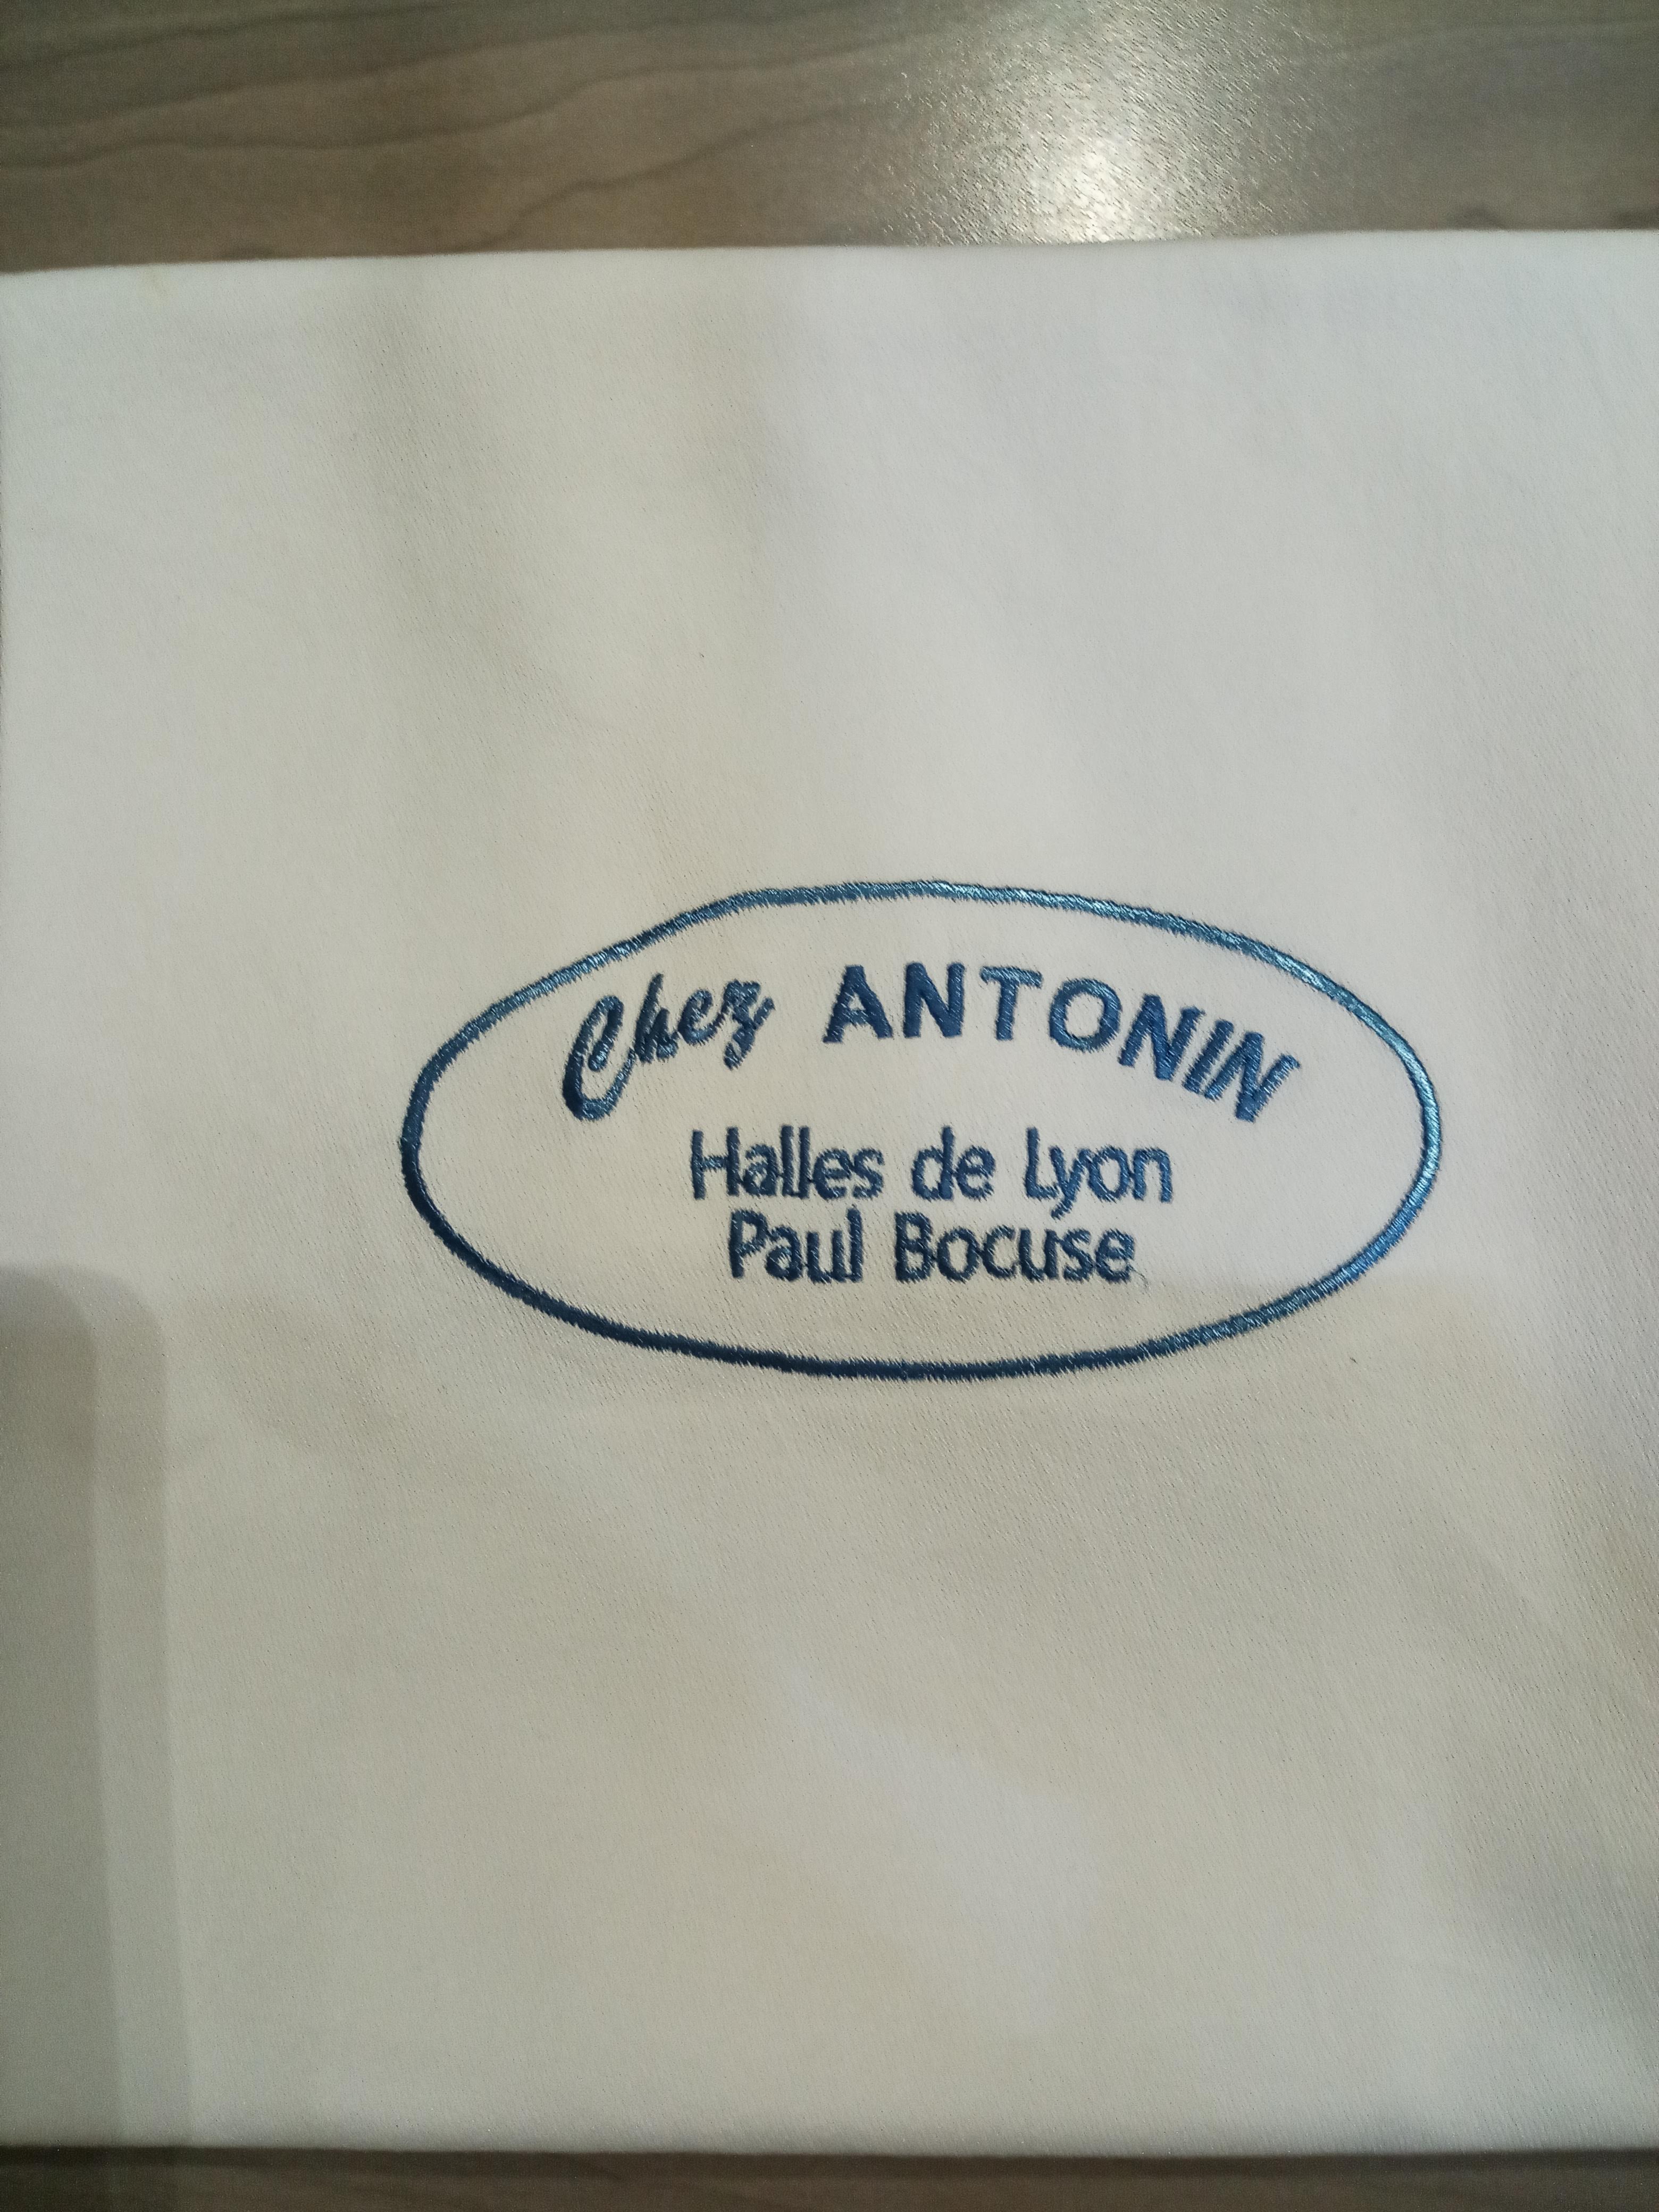 Chez ANTONIN
Halles de Lyon
Paul Bocuse